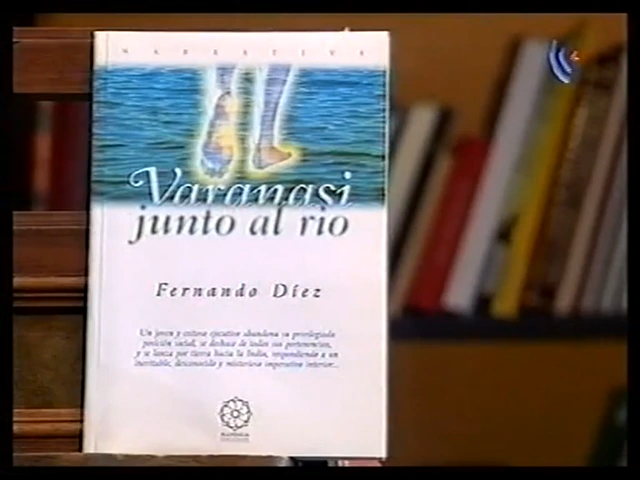 NARRATIVA
Varanasi
junto al río
Fernando Díez
Un joven y exitoso ejecutivo abandona su privilegiada
posición social, se deshace de todas sus pertenencias,
y se lanza por tierra hacia la India, respondiendo a un
inevitable, desconocido y misterioso imperativo interior...
MANDALA